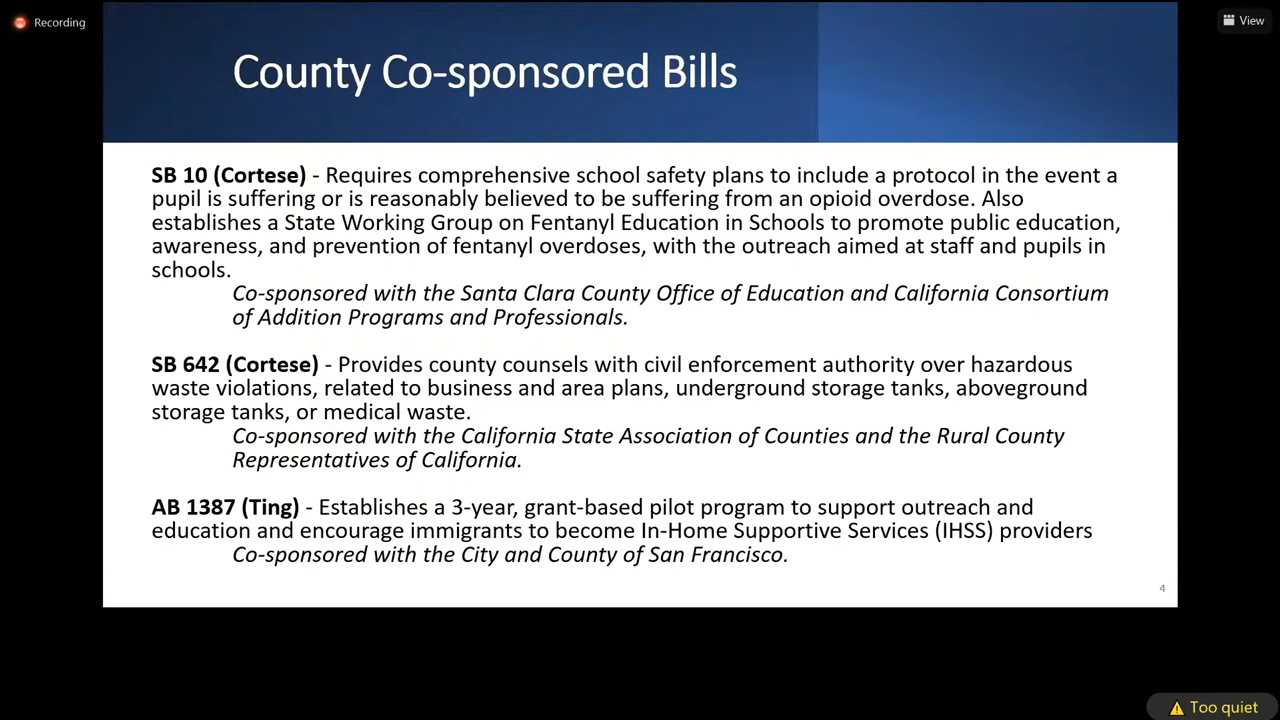 Recording
View
County Co-sponsored Bills
SB 10 (Cortese) - Requires comprehensive school safety plans to include a protocol in the event a
pupil is suffering or is reasonably believed to be suffering from an opioid overdose. Also
establishes a State Working Group on Fentanyl Education in Schools to promote public education,
awareness, and prevention of fentanyl overdoses, with the outreach aimed at staff and pupils in
schools.
Co-sponsored with the Santa Clara County Office of Education and California Consortium
of Addition Programs and Professionals.
SB 642 (Cortese) - Provides county counsels with civil enforcement authority over hazardous
waste violations, related to business and area plans, underground storage tanks, aboveground
storage tanks, or medical waste.
Co-sponsored with the California State Association of Counties and the Rural County
Representatives of California.
AB 1387 (Ting) - Establishes a 3-year, grant-based pilot program to support outreach and
education and encourage immigrants to become In-Home Supportive Services (IHSS) providers
Co-sponsored with the City and County of San Francisco.
4
Too quiet